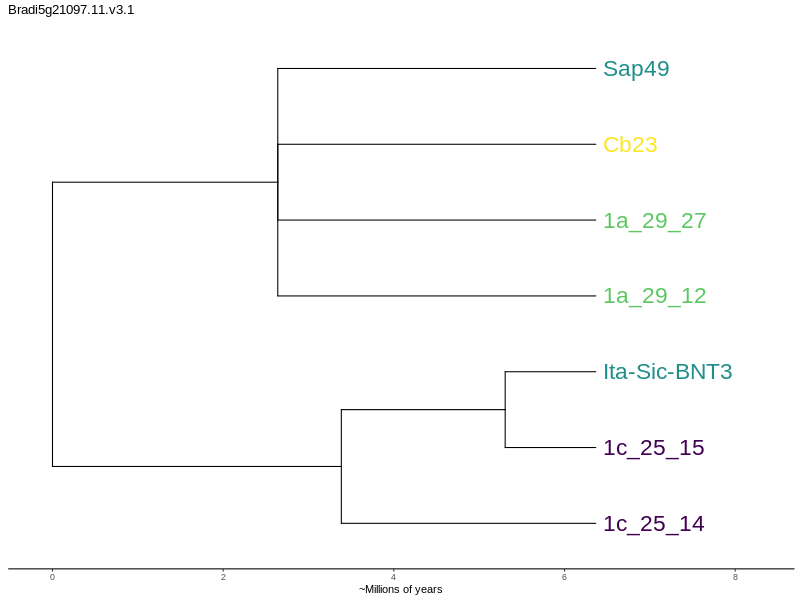 Bradi5g21097.11.v3.1
Sap49
Cb23
1a_29_27
1a_29_12
Ita-Sic-BNT3
1c_25_15
1c_25_14
0 2 4 6 8
~Millions of years